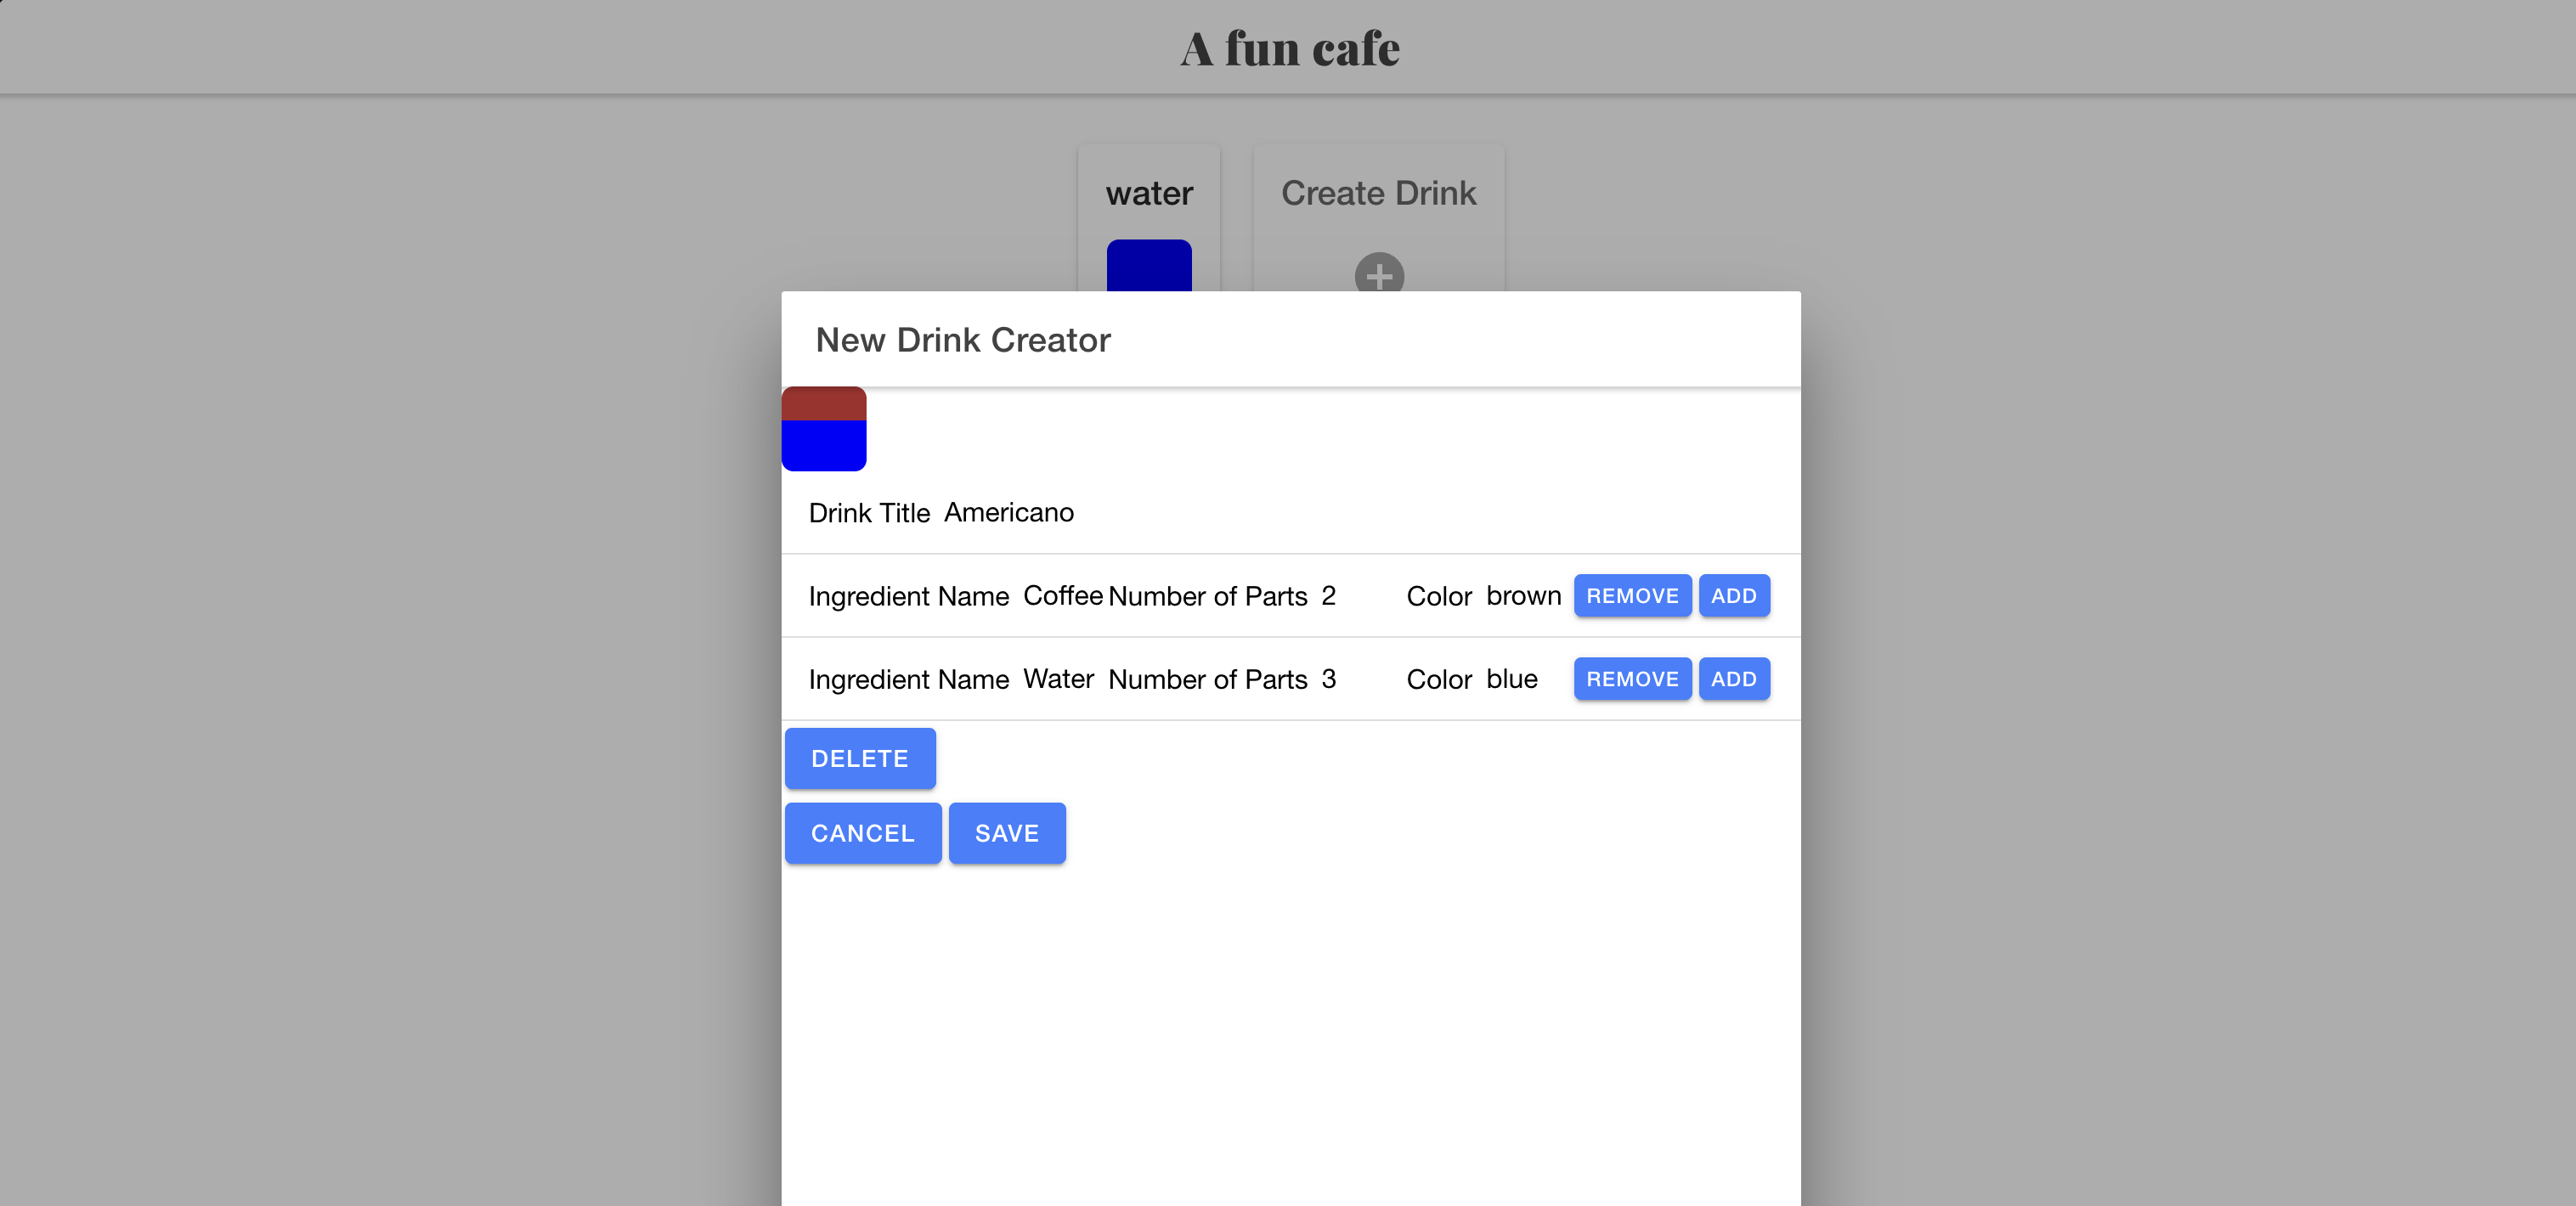 A fun cafe
water
Create Drink
New Drink Creator
Drink Title Americano
Ingredient Name Coffee Number of Parts 2 Color brown REMOVE ADD
Ingredient Name Water Number of Parts 3 Color blue REMOVE ADD
DELETE
CANCEL SAVE